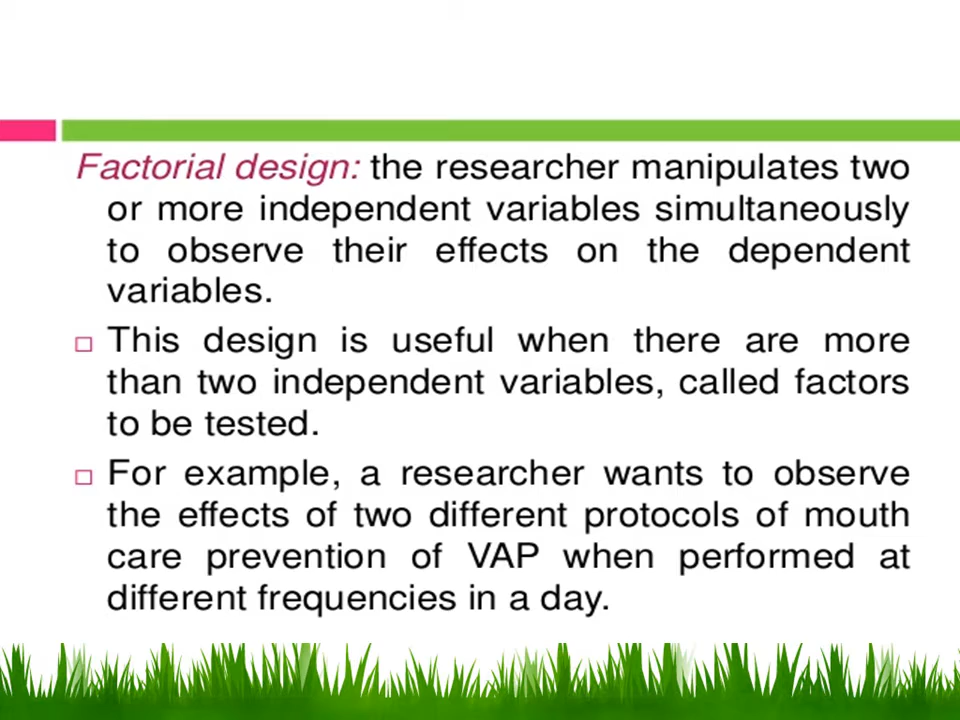 Factorial design: the researcher manipulates two
or more independent variables simultaneously
to observe their effects on the dependent
variables.
This design is useful when there are more
than two independent variables, called factors
to be tested.
For example, a researcher wants to observe
the effects of two different protocols of mouth
care prevention of VAP when performed at
different frequencies in a day.